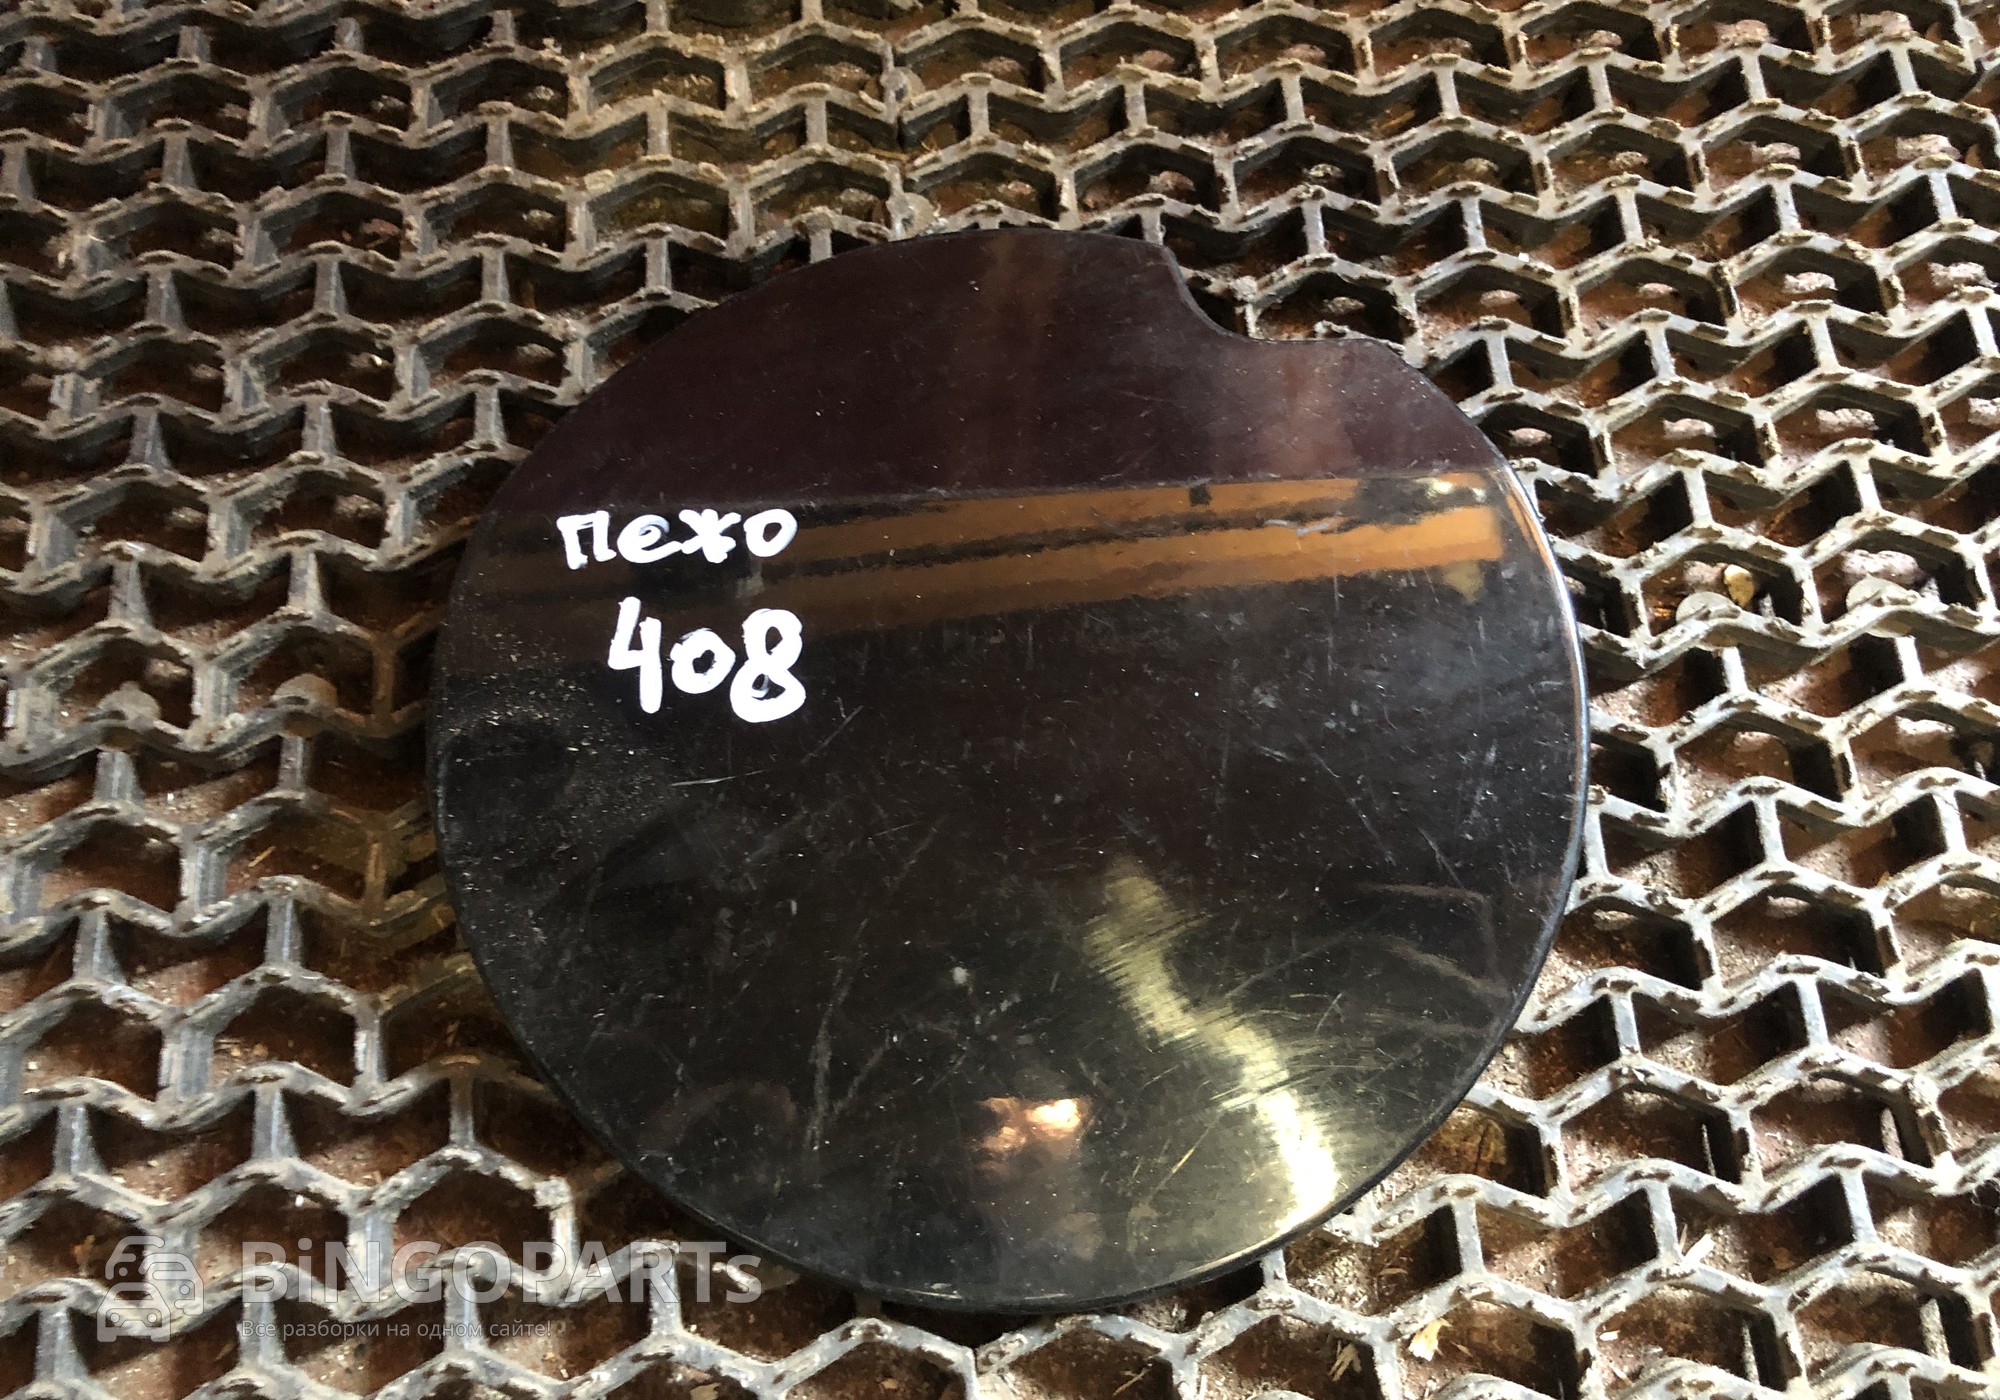 пежо
408
BiNGOPARTs
Все разборки на одном сайте!